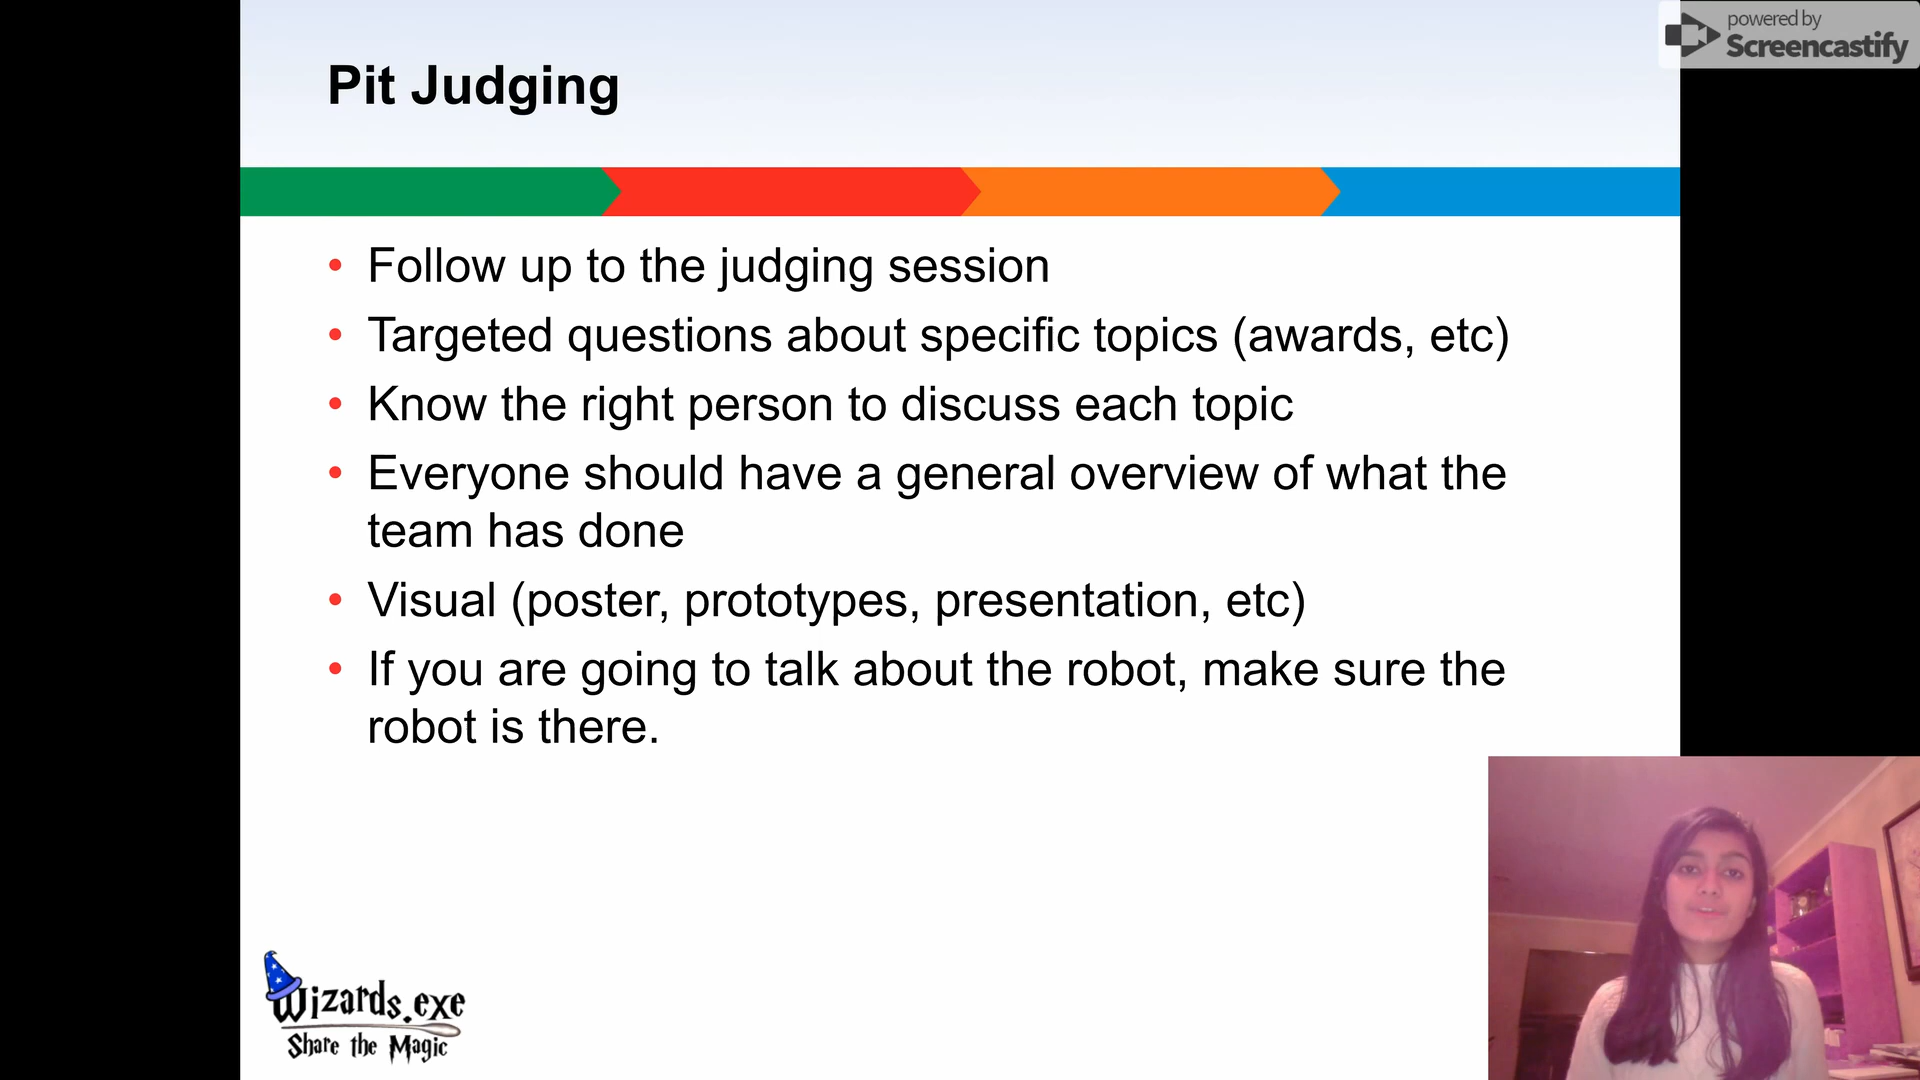 powered by
Screencastify
Pit Judging
• Follow up to the judging session
• Targeted questions about specific topics (awards, etc)
• Know the right person to discuss each topic
• Everyone should have a general overview of what the
team has done
• Visual (poster, prototypes, presentation, etc)
• If you are going to talk about the robot, make sure the
robot is there.
Wizards.exe
Share the Magic